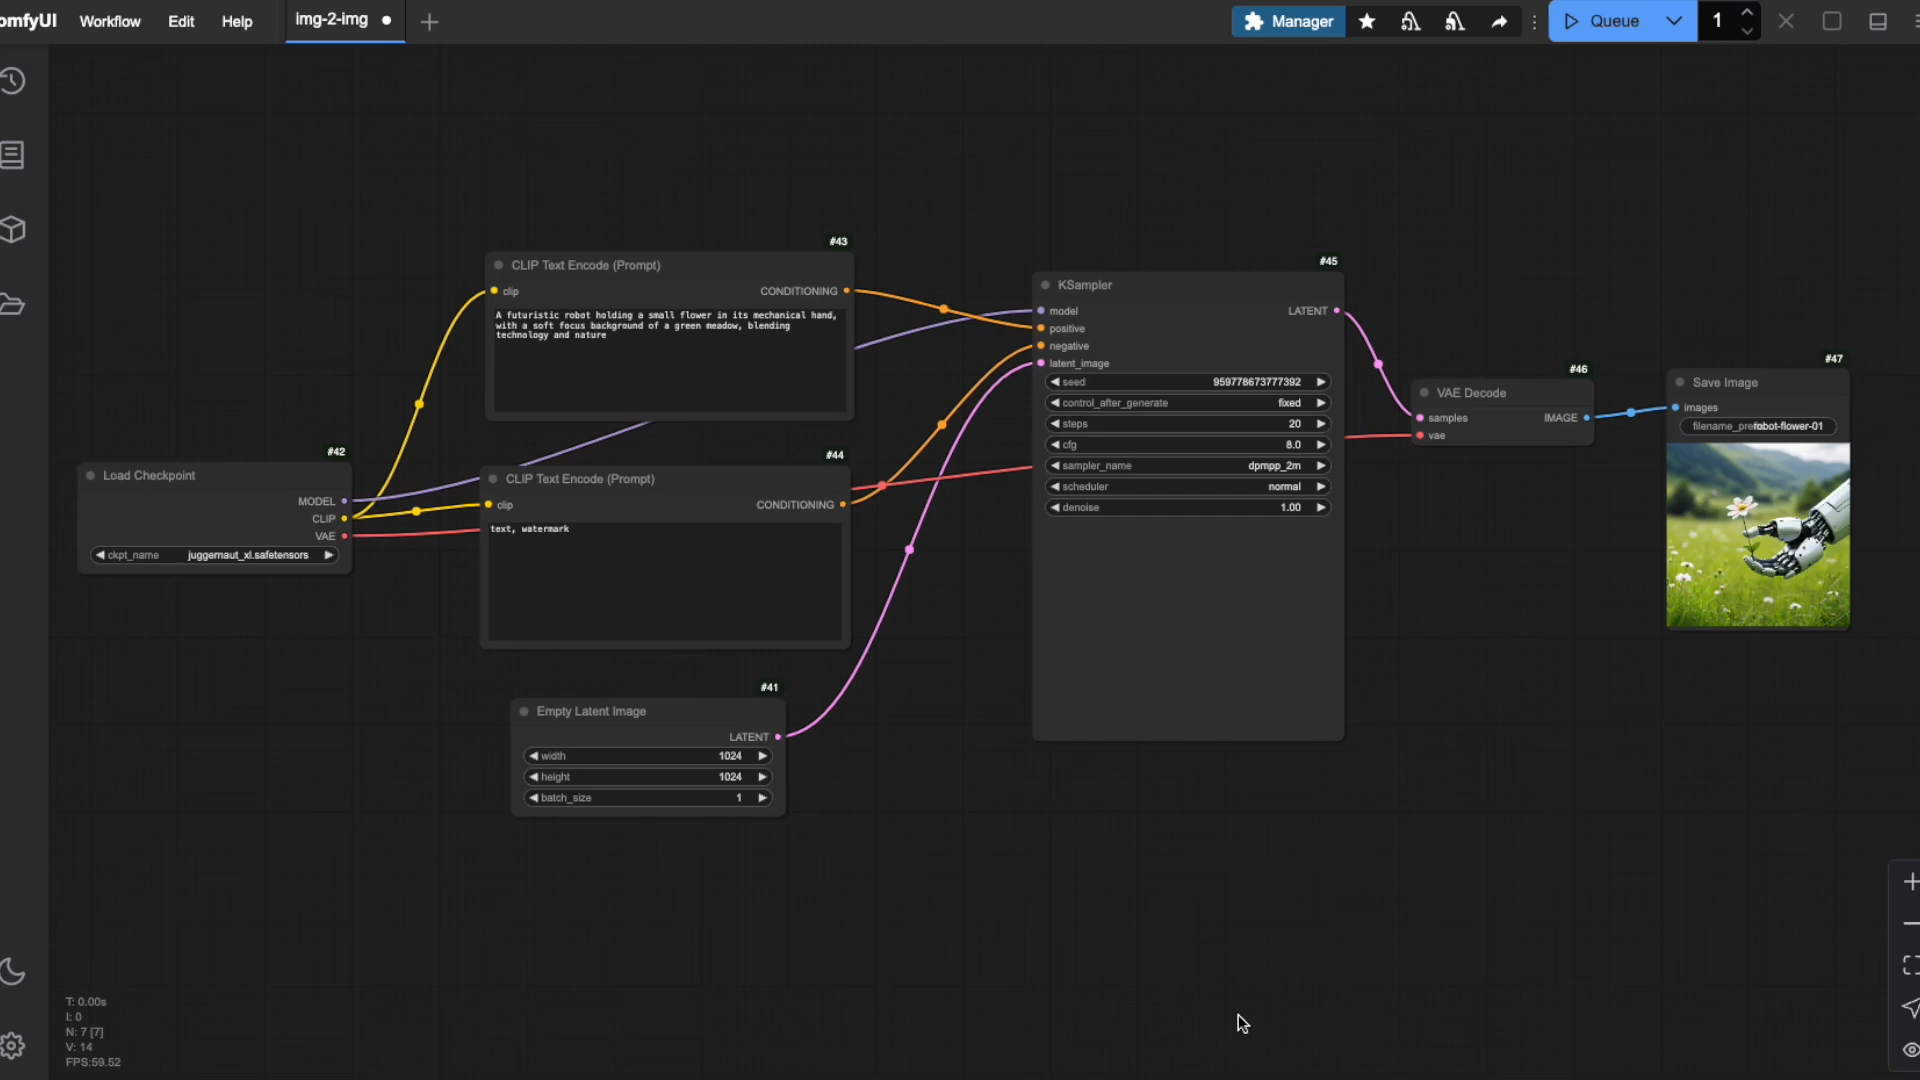 omfyUI Workflow Edit Help img-2-img
Manager Queue 1
#43
CLIP Text Encode (Prompt)
clip CONDITIONING
A futuristic robot holding a small flower in its mechanical hand,
with a soft focus background of a green meadow, blending
technology and nature
#45
KSampler
model LATENT
positive
negative
latent_image
seed 959778673777392
control_after_generate fixed
steps 20
cfg 8.0
sampler_name dpmpp_2m
scheduler normal
denoise 1.00
#46
VAE Decode
samples IMAGE
vae
#47
Save Image
images
filename_prefix robot-flower-01
#42
Load Checkpoint
MODEL
CLIP
VAE
ckpt_name juggernaut_xl.safetensors
#44
CLIP Text Encode (Prompt)
clip CONDITIONING
text, watermark
#41
Empty Latent Image
LATENT
width 1024
height 1024
batch_size 1
T: 0.00s
I: 0
N: 7 [7]
V: 14
FPS:59.52